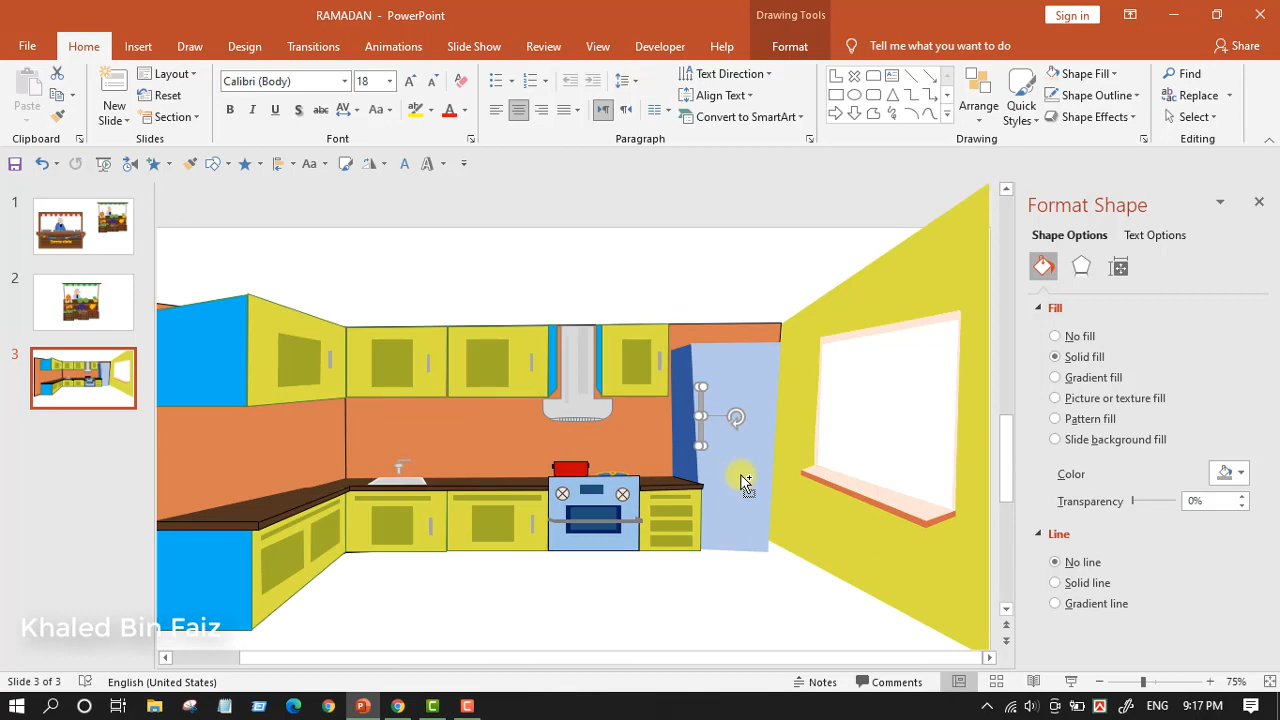 RAMADAN - PowerPoint
Drawing Tools
Sign in
File
Home
Insert
Draw
Design
Transitions
Animations
Slide Show
Review
View
Developer
Help
Format
Tell me what you want to do
Share
Paste
New
Slide
Layout
Reset
Section
Calibri (Body)
18
Text Direction
Align Text
Convert to SmartArt
Arrange
Quick
Styles
Shape Fill
Shape Outline
Shape Effects
Find
Replace
Select
Clipboard
Slides
Font
Paragraph
Drawing
Editing
1
2
3
Format Shape
Shape Options
Text Options
Fill
No fill
Solid fill
Gradient fill
Picture or texture fill
Pattern fill
Slide background fill
Color
Transparency
0%
Line
No line
Solid line
Gradient line
Khaled Bin Faiz
Slide 3 of 3
English (United States)
Notes
Comments
75%
ENG
9:17 PM